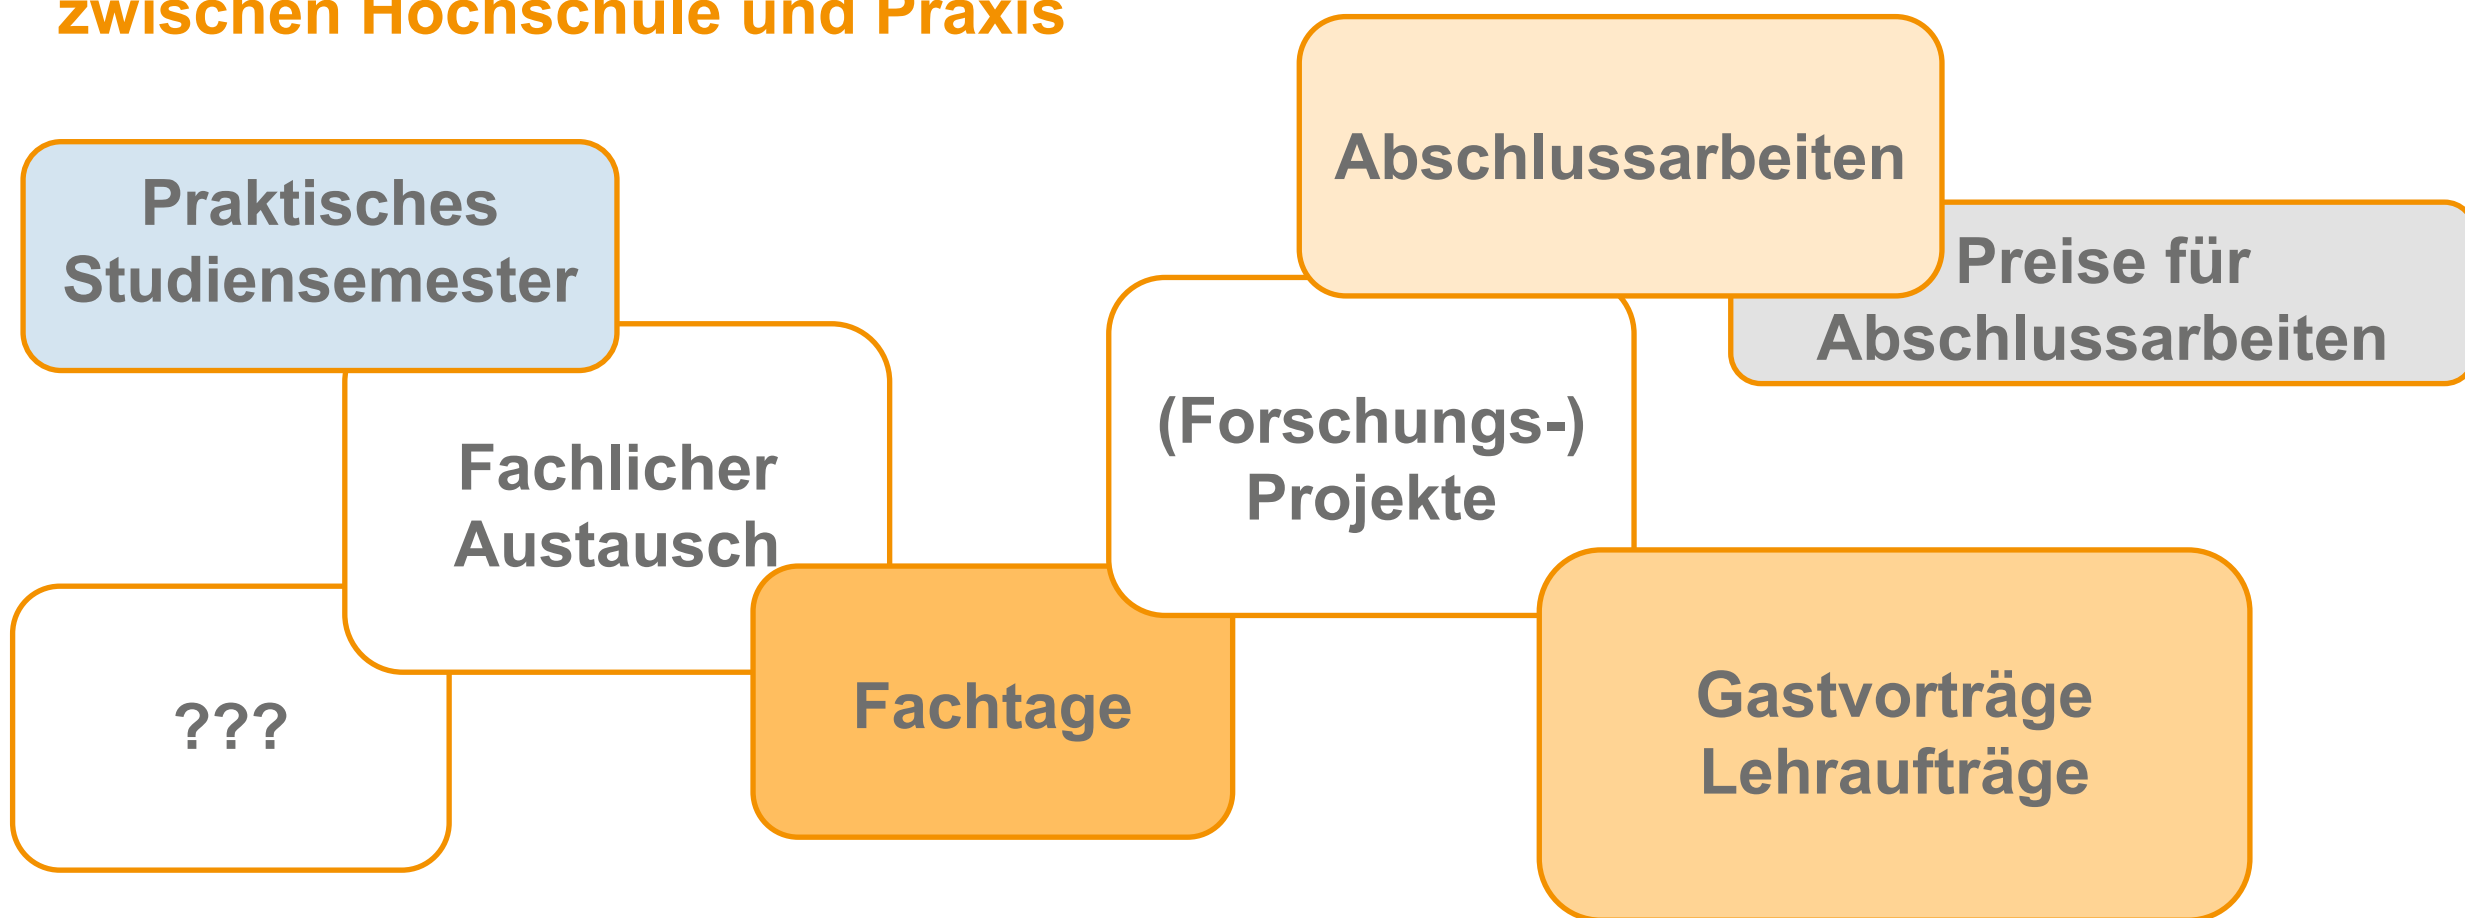 zwischen Hochschule und Praxis
Abschlussarbeiten
Praktisches
Studiensemester
Preise für
Abschlussarbeiten
(Forschungs-)
Projekte
Fachlicher
Austausch
???
Fachtage
Gastvorträge
Lehraufträge